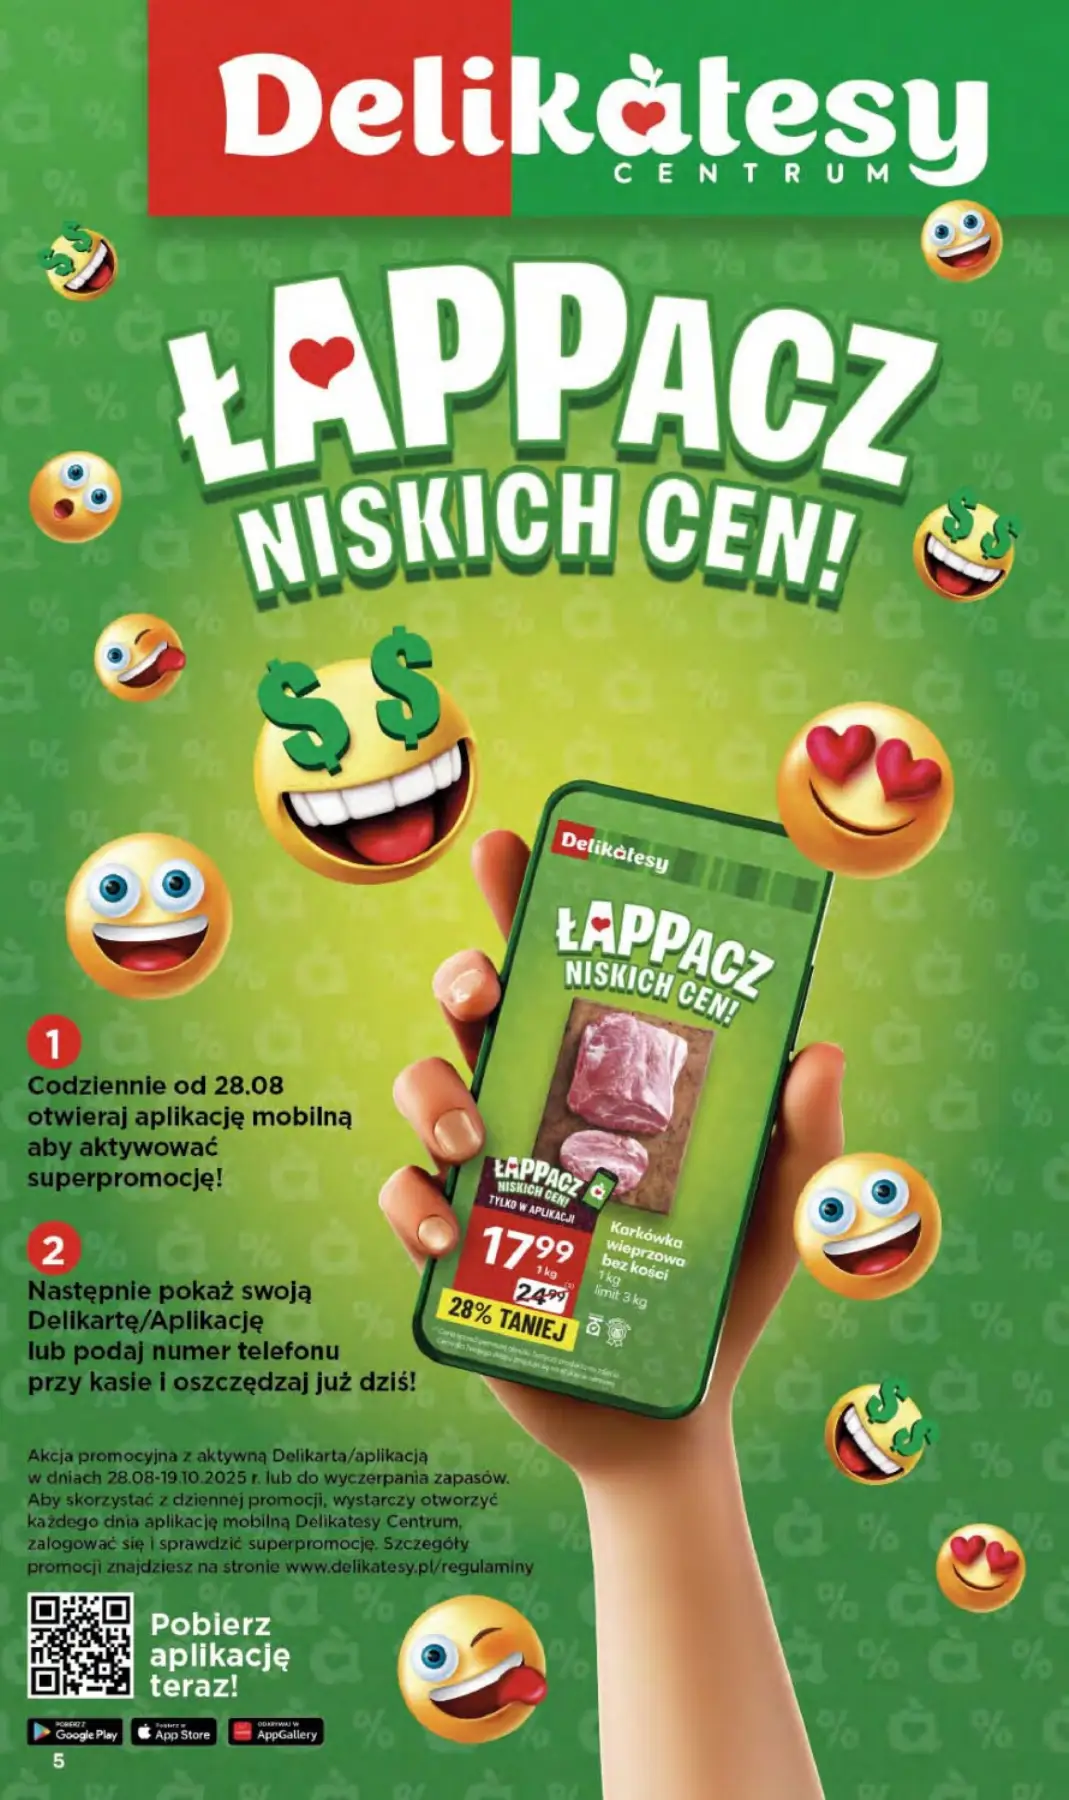 Delikatesy
CENTRUM
ŁAPPACZ
NISKICH CEN!
Delikatesy
ŁAPPACZ
NISKICH CEN!
ŁAPPACZ
NISKICH CEN!
TYLKO W APLIKACJI
1799
1 kg
2499
28% TANIEJ
Karkówka
wieprzowa
bez kości
1 kg
limit 3 kg
1
Codziennie od 28.08
otwieraj aplikację mobilną
aby aktywować
superpromocję!
2
Następnie pokaż swoją
Delikartę/Aplikację
lub podaj numer telefonu
przy kasie i oszczędzaj już dziś!
Akcja promocyjna z aktywną Delikartą/aplikacją
w dniach 28.08-19.10.2025 r. lub do wyczerpania zapasów.
Aby skorzystać z dziennej promocji, wystarczy otworzyć
każdego dnia aplikację mobilną Delikatesy Centrum,
zalogować się i sprawdzić superpromocję. Szczegóły
promocji znajdziesz na stronie www.delikatesy.pl/regulaminy
Pobierz
aplikację
teraz!
POBIERZ Z
Google Play
Pobierz w
App Store
ODKRYWAJ W
AppGallery
5